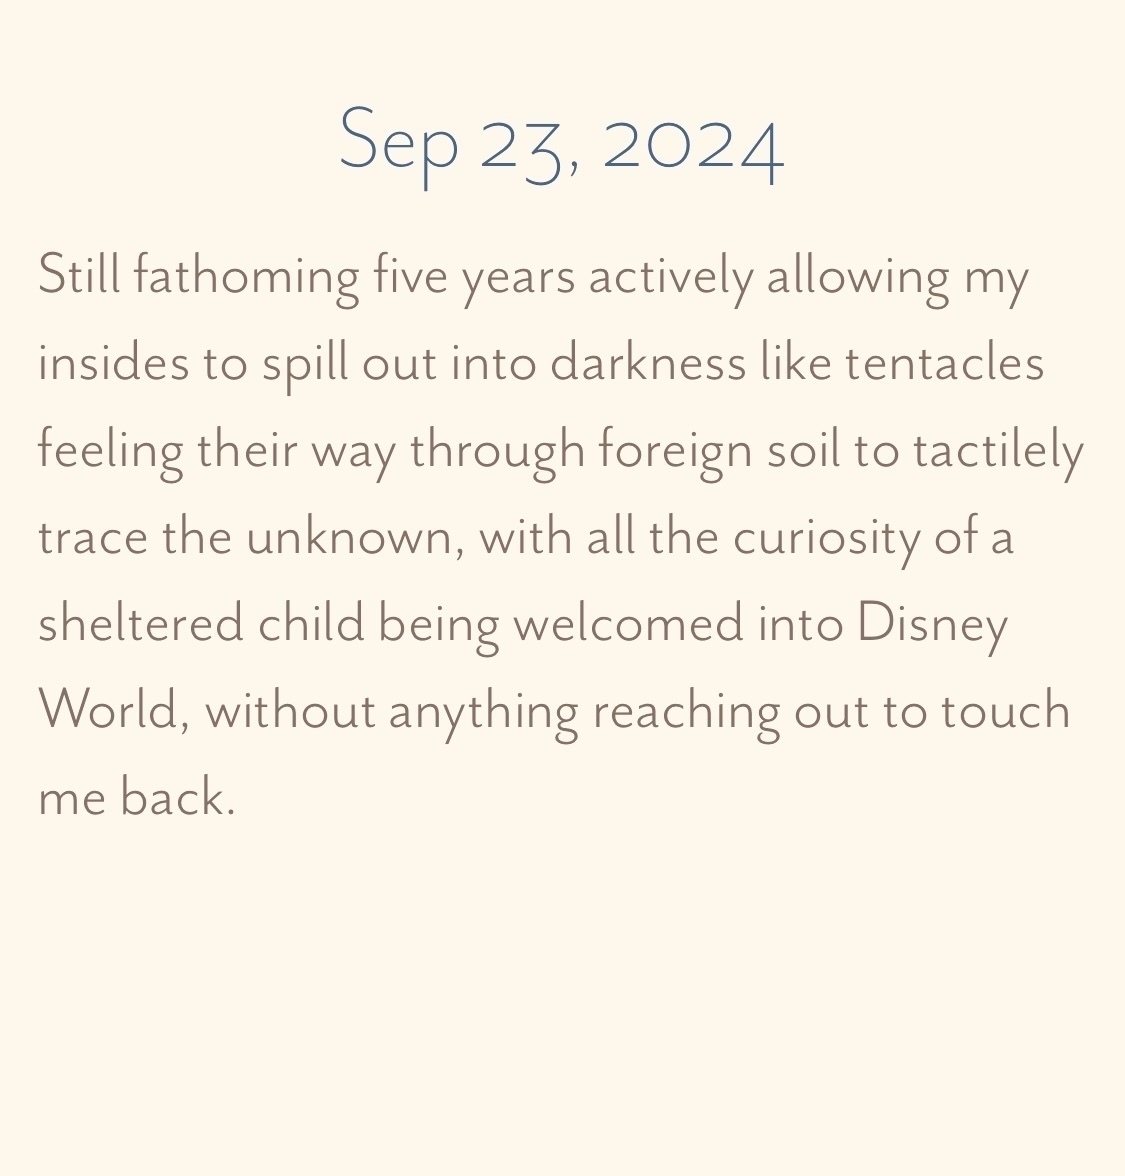 Sep 23, 2024
Still fathoming five years actively allowing my
insides to spill out into darkness like tentacles
feeling their way through foreign soil to tactilely
trace the unknown, with all the curiosity of a
sheltered child being welcomed into Disney
World, without anything reaching out to touch
me back.